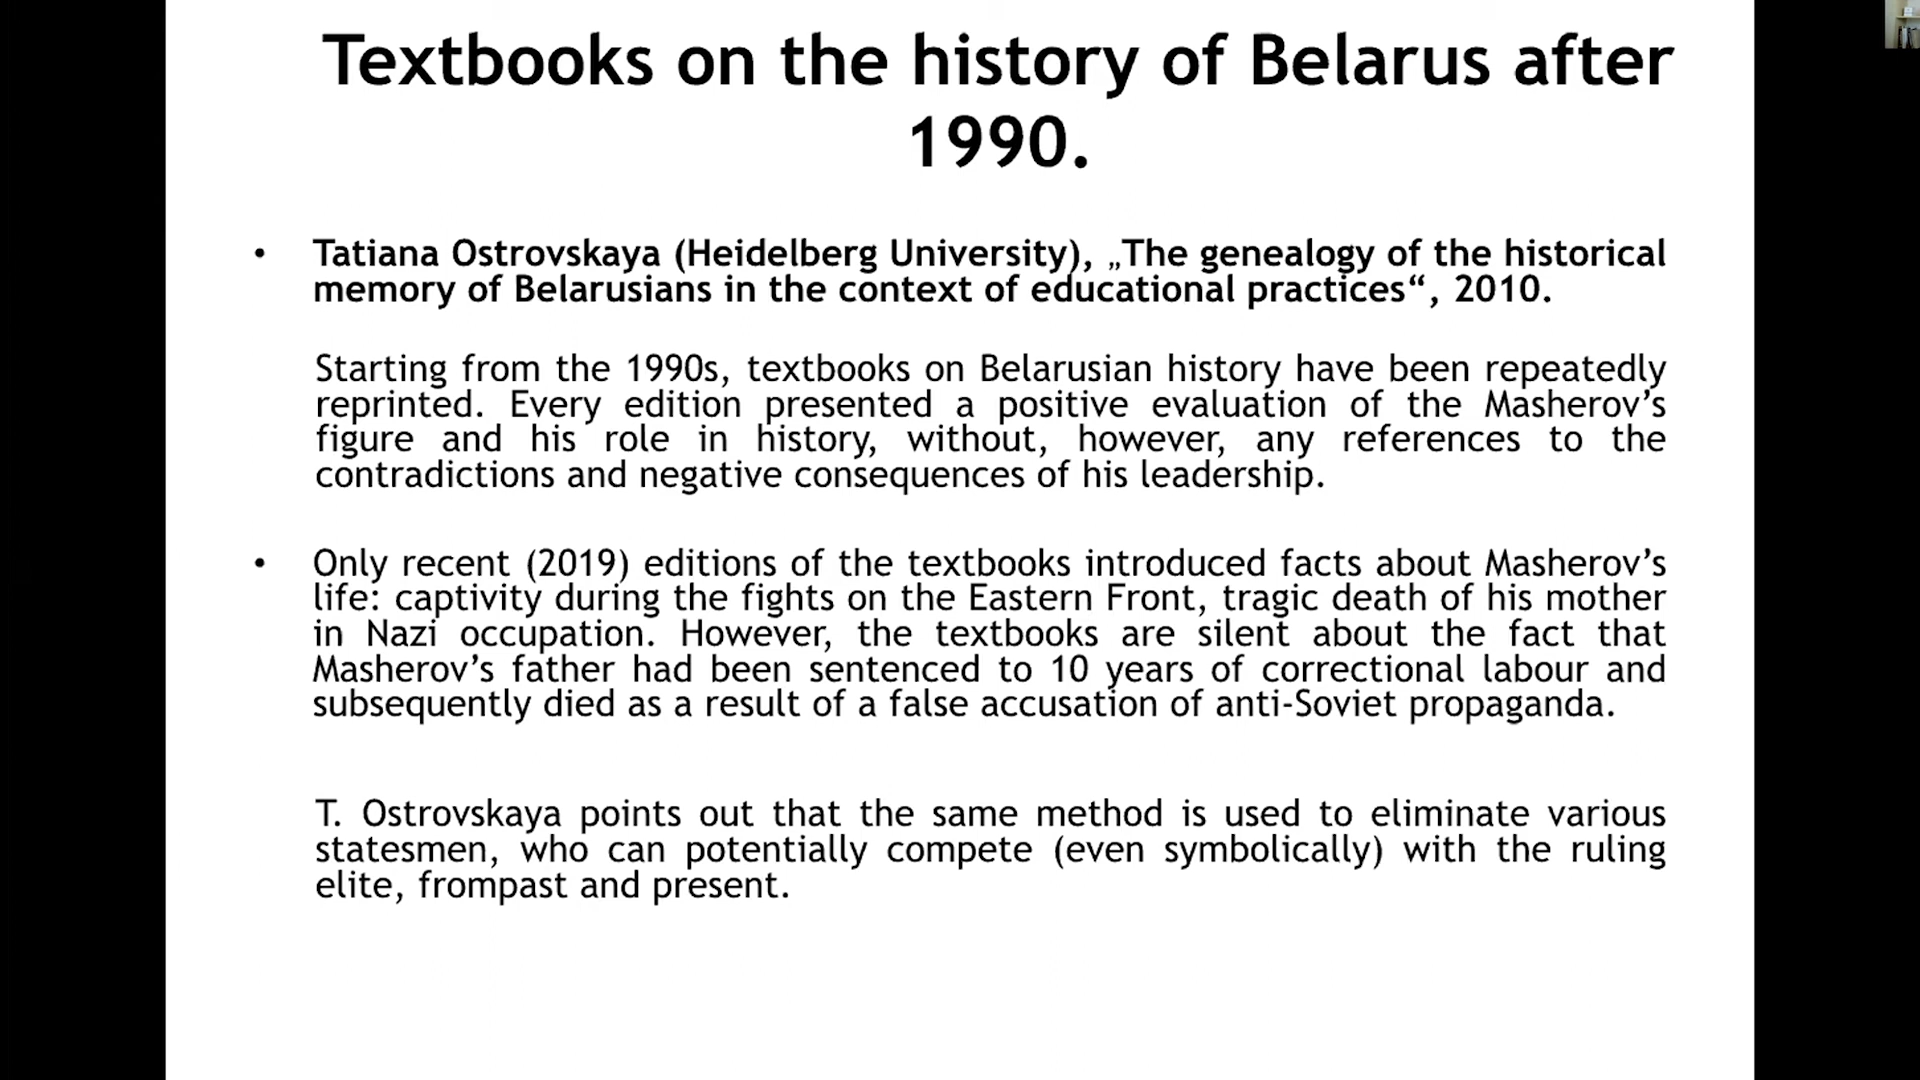 Textbooks on the history of Belarus after
1990.
• Tatiana Ostrovskaya (Heidelberg University), „The genealogy of the historical
memory of Belarusians in the context of educational practices“, 2010.
Starting from the 1990s, textbooks on Belarusian history have been repeatedly
reprinted. Every edition presented a positive evaluation of the Masherov’s
figure and his role in history, without, however, any references to the
contradictions and negative consequences of his leadership.
• Only recent (2019) editions of the textbooks introduced facts about Masherov’s
life: captivity during the fights on the Eastern Front, tragic death of his mother
in Nazi occupation. However, the textbooks are silent about the fact that
Masherov’s father had been sentenced to 10 years of correctional labour and
subsequently died as a result of a false accusation of anti-Soviet propaganda.
T. Ostrovskaya points out that the same method is used to eliminate various
statesmen, who can potentially compete (even symbolically) with the ruling
elite, frompast and present.